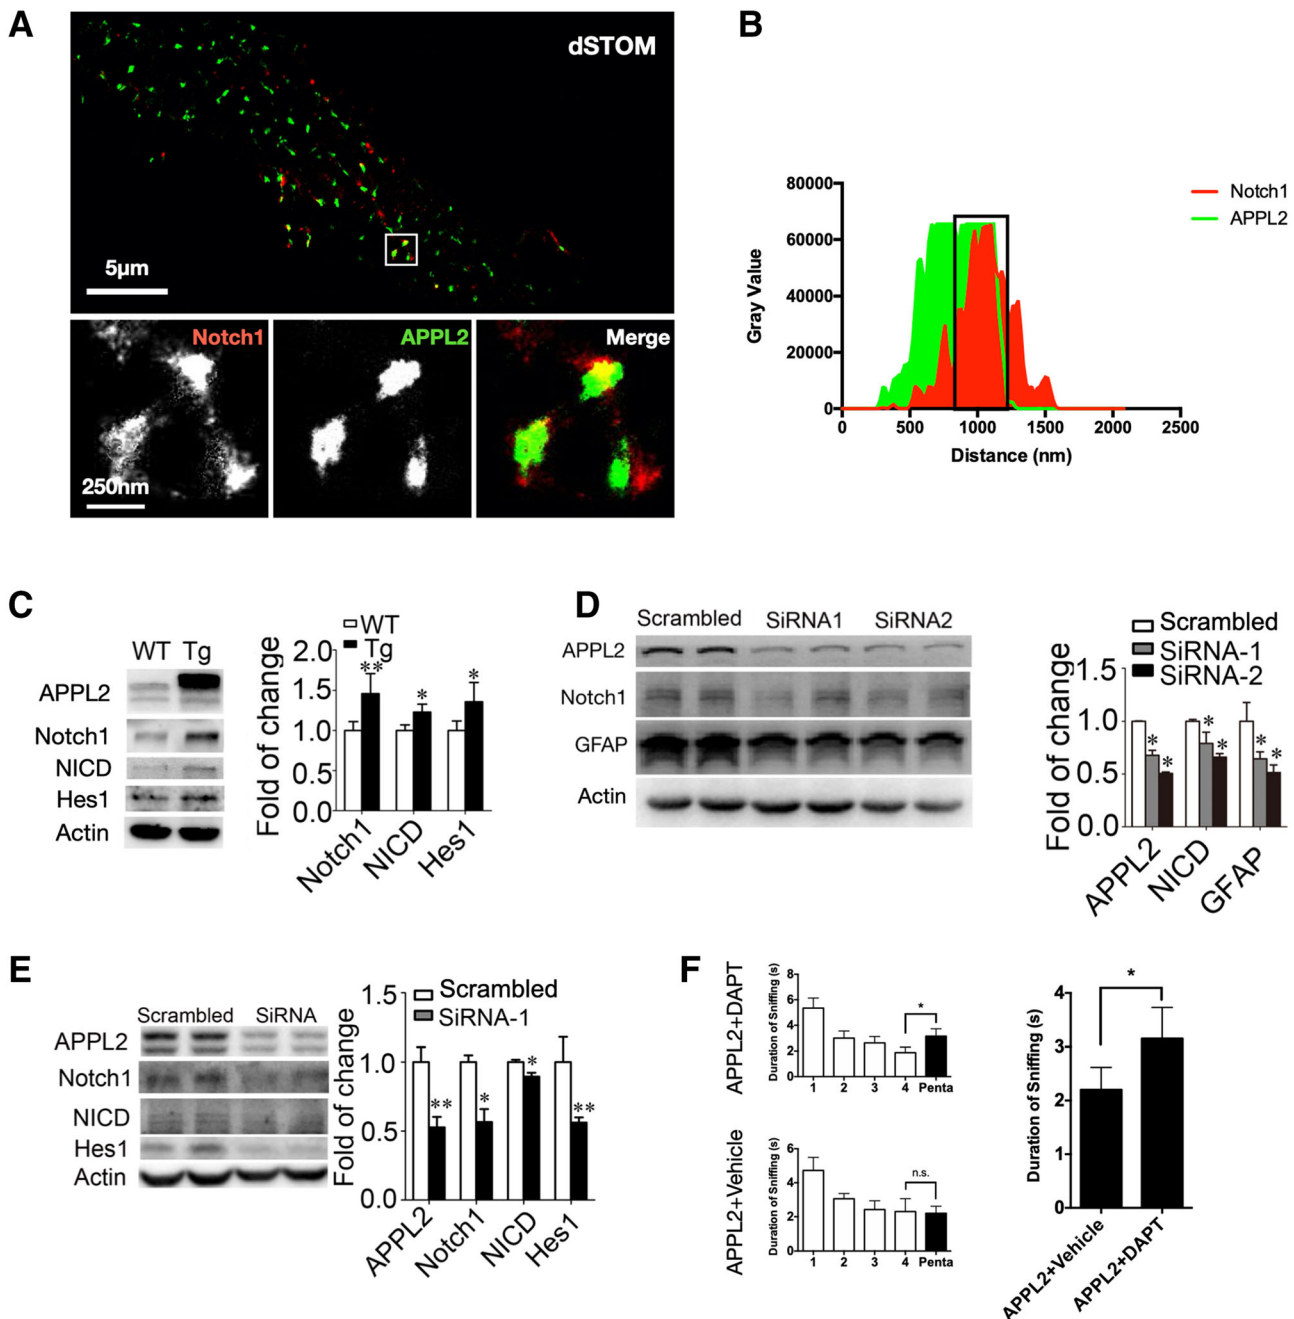 A
dSTOM
5μm
Notch1
APPL2
Merge
250nm
B
80000
60000
40000
20000
0
Gray Value
0 500 1000 1500 2000 2500
Distance (nm)
Notch1
APPL2
C
WT Tg
APPL2
Notch1
NICD
Hes1
Actin
WT
Tg
Fold of change
2.0
1.5
1.0
0.5
0.0
** * *
Notch1 NICD Hes1
D
Scrambled SiRNA1 SiRNA2
APPL2
Notch1
GFAP
Actin
Scrambled
SiRNA-1
SiRNA-2
Fold of change
1.5
1.0
0.5
0.0
* * * * * *
APPL2 NICD GFAP
E
Scrambled SiRNA
APPL2
Notch1
NICD
Hes1
Actin
Scrambled
SiRNA-1
Fold of change
1.5
1.0
0.5
0.0
** * * **
APPL2 Notch1 NICD Hes1
F
APPL2+DAPT
Duration of Sniffing (s)
8
6
4
2
0
*
1 2 3 4 Penta
APPL2+Vehicle
Duration of Sniffing (s)
6
4
2
0
n.s.
1 2 3 4 Penta
Duration of Sniffing (s)
4
3
2
1
0
*
APPL2+Vehicle
APPL2+DAPT